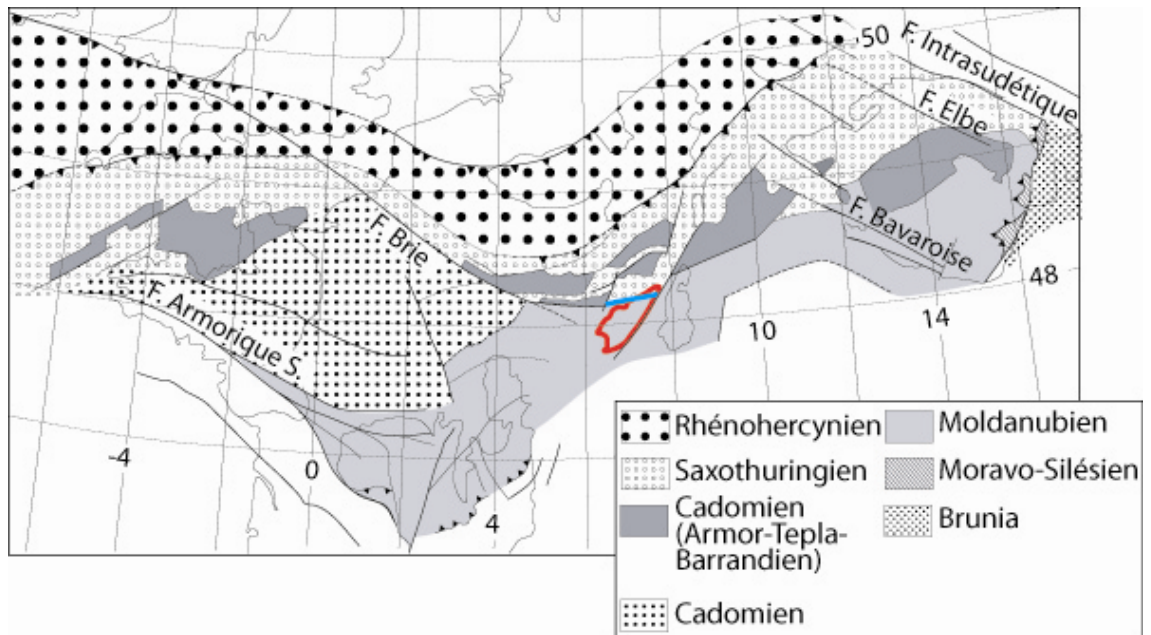 50
F. Intrasudétique
F. Elbe
F. Brie
F. Bavaroise
48
F. Armorique S.
14
10
-4
0
4
Rhénohercynien
Moldanubien
Saxothuringien
Moravo-Silésien
Cadomien
(Armor-Tepla-
Barrandien)
Brunia
Cadomien